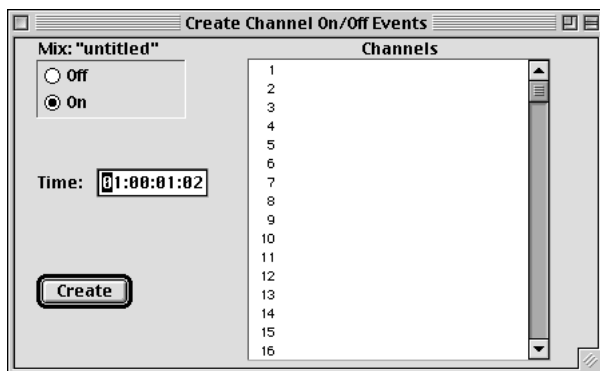 Create Channel On/Off Events
Mix: "untitled"
Off
On
Time: 01:00:01:02
Create
Channels
1
2
3
4
5
6
7
8
9
10
11
12
13
14
15
16